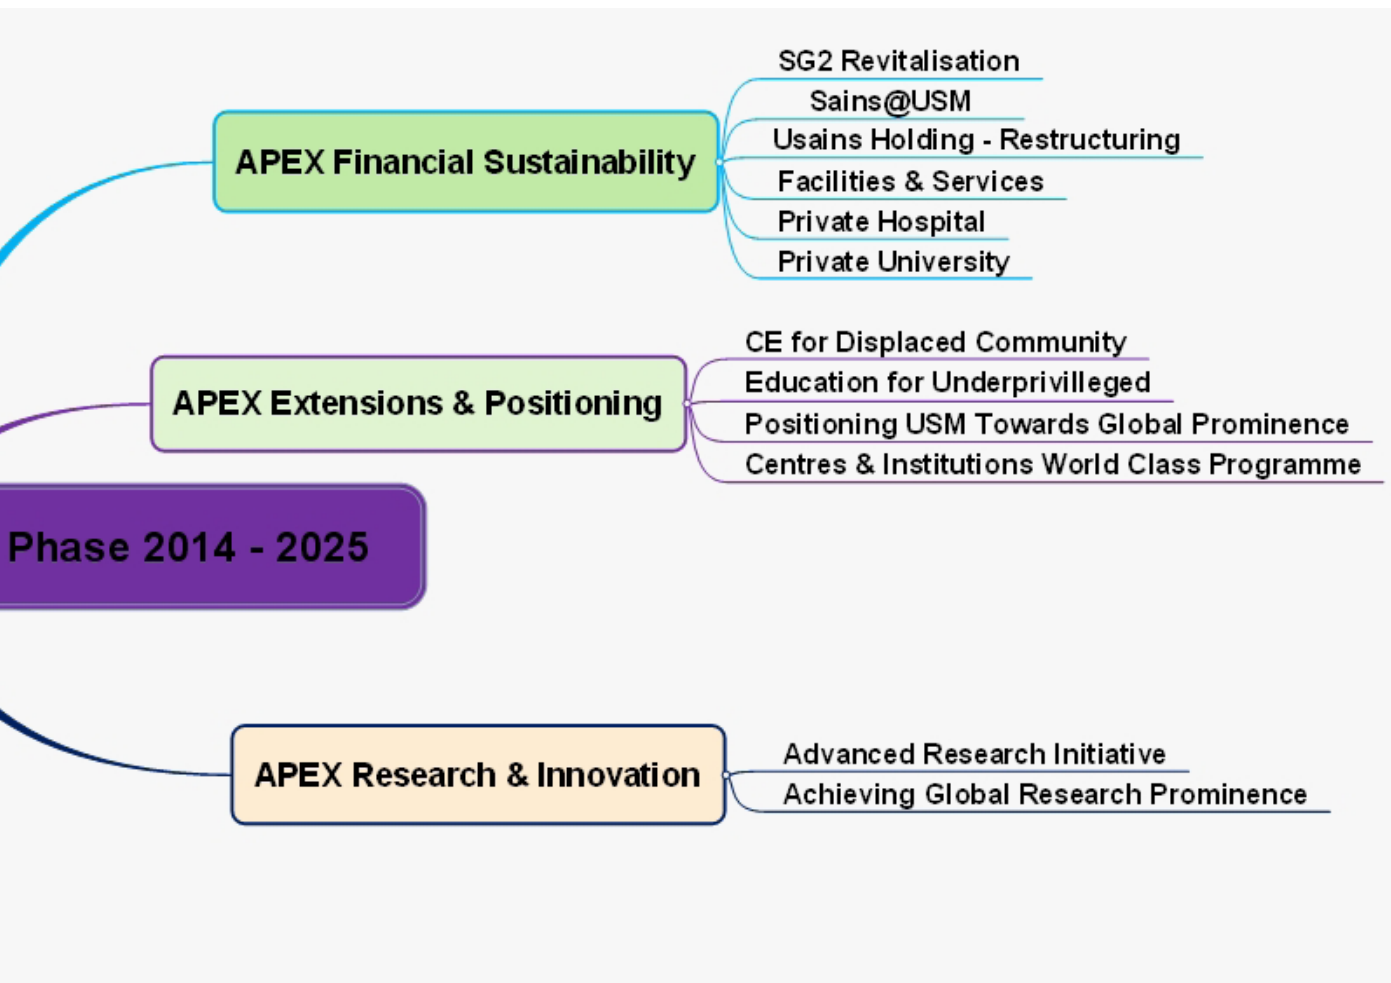 SG2 Revitalisation
Sains@USM
Usains Holding - Restructuring
APEX Financial Sustainability
Facilities & Services
Private Hospital
Private University
CE for Displaced Community
Education for Underprivilleged
APEX Extensions & Positioning
Positioning USM Towards Global Prominence
Centres & Institutions World Class Programme
Phase 2014 - 2025
Advanced Research Initiative
APEX Research & Innovation
Achieving Global Research Prominence